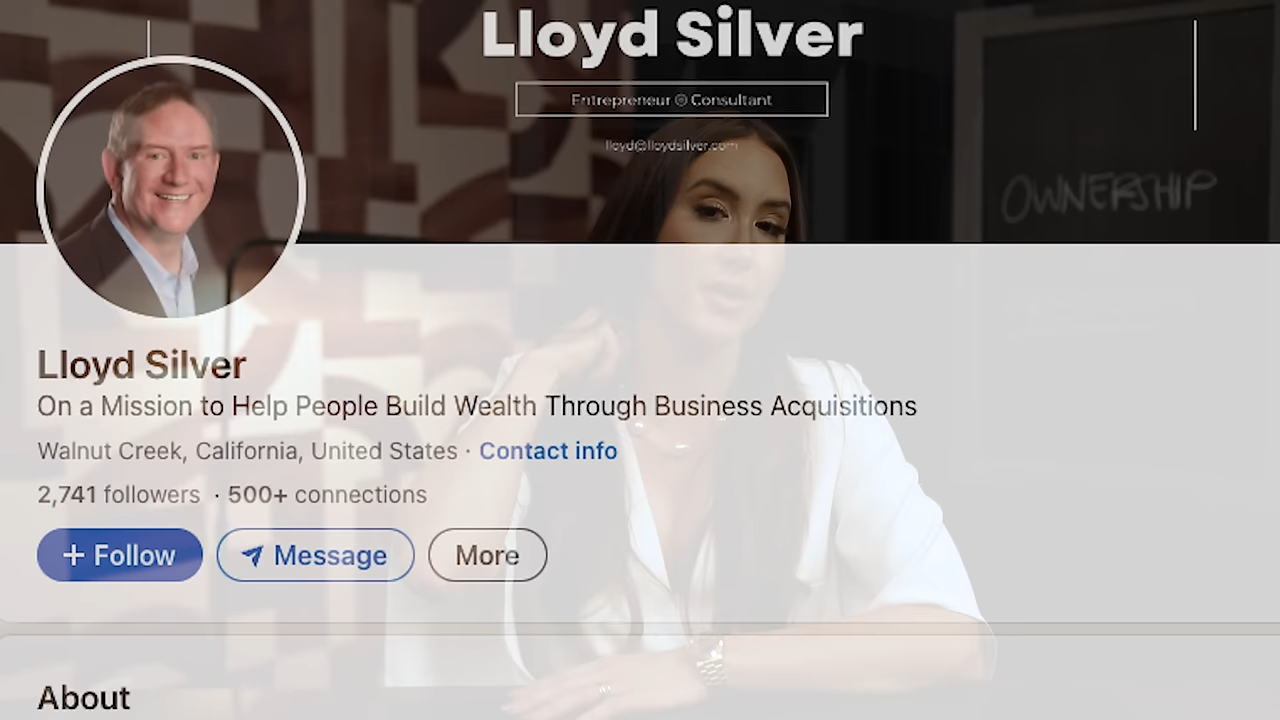 Lloyd Silver
Entrepreneur Consultant
lloyd@lloydsilver.com
OWNERSHIP
Lloyd Silver
On a Mission to Help People Build Wealth Through Business Acquisitions
Walnut Creek, California, United States · Contact info
2,741 followers · 500+ connections
+ Follow
Message
More
About